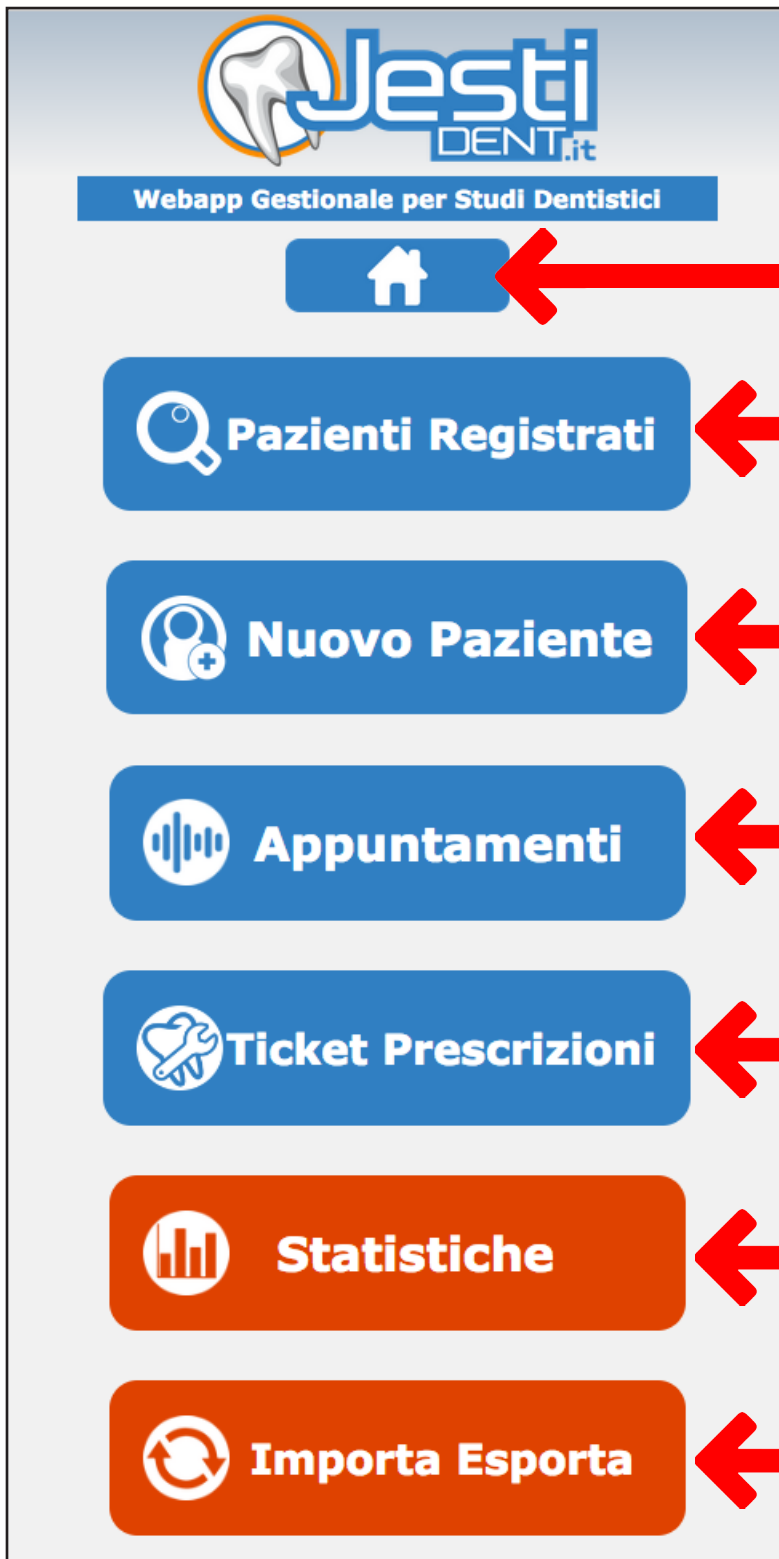 Jesti
DENT.it
Webapp Gestionale per Studi Dentistici
Pazienti Registrati
Nuovo Paziente
Appuntamenti
Ticket Prescrizioni
Statistiche
Importa Esporta